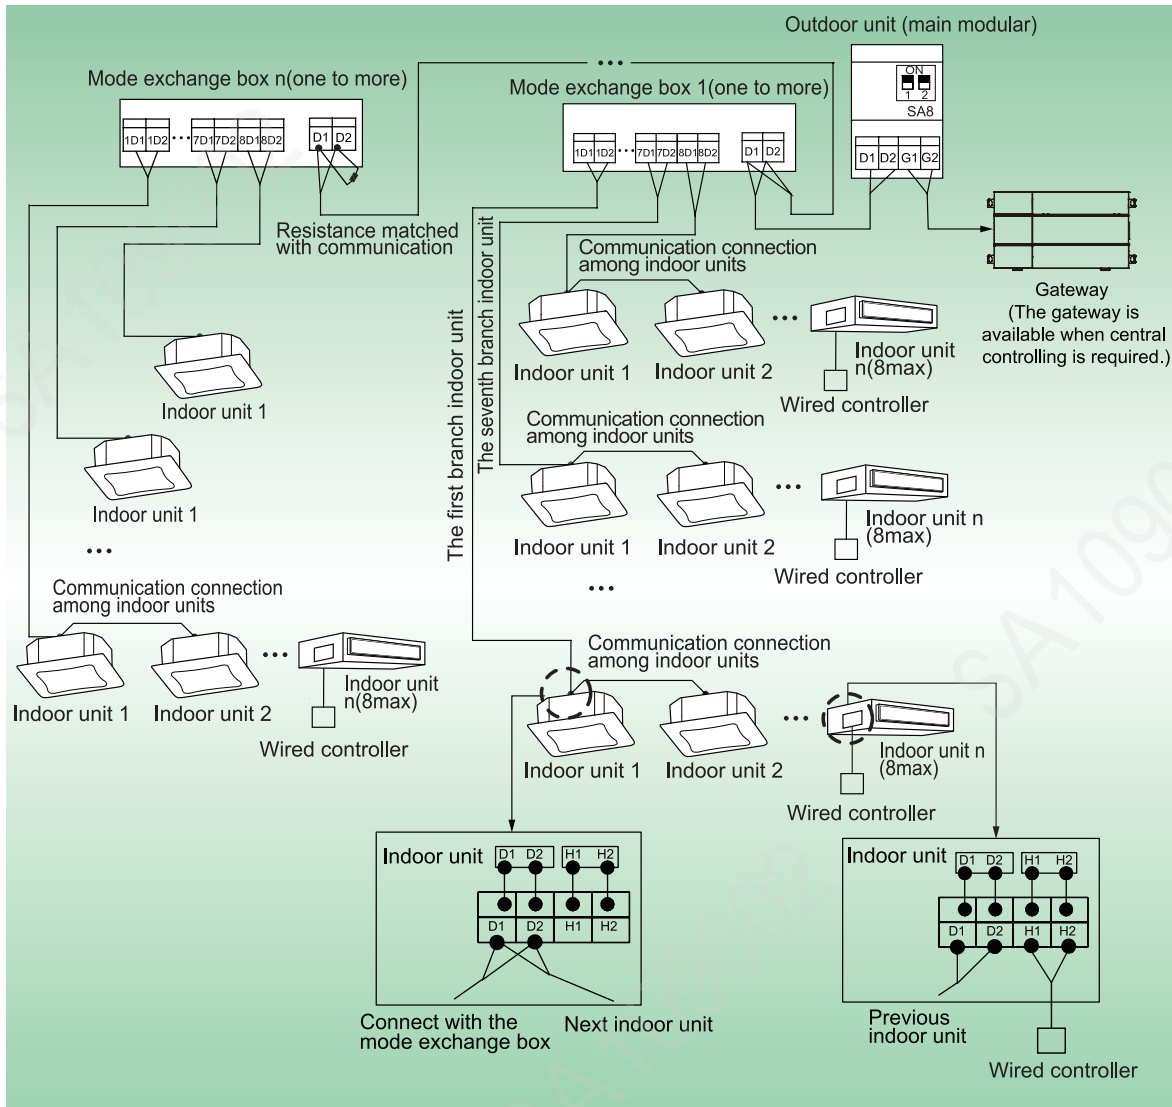 Outdoor unit (main modular)
ON
1 2
SA8
D1 D2 G1 G2
Mode exchange box n(one to more)
1D1 1D2 ••• 7D1 7D2 8D1 8D2
D1 D2
•••
Mode exchange box 1(one to more)
1D1 1D2 ••• 7D1 7D2 8D1 8D2
D1 D2
Resistance matched
with communication
Gateway
(The gateway is
available when central
controlling is required.)
The first branch indoor unit
The seventh branch indoor unit
Communication connection
among indoor units
•••
Indoor unit 1
Indoor unit 2
Indoor unit
n(8max)
Wired controller
Communication connection
among indoor units
•••
Indoor unit 1
Indoor unit 2
Indoor unit n
(8max)
Wired controller
•••
Indoor unit 1
Indoor unit 1
•••
Communication connection
among indoor units
•••
Indoor unit 1
Indoor unit 2
Indoor unit
n(8max)
Wired controller
Communication connection
among indoor units
•••
Indoor unit 1
Indoor unit 2
Indoor unit n
(8max)
Wired controller
Indoor unit
D1 D2 H1 H2
D1 D2 H1 H2
Connect with the
mode exchange box
Next indoor unit
Indoor unit
D1 D2 H1 H2
D1 D2 H1 H2
Previous
indoor unit
Wired controller